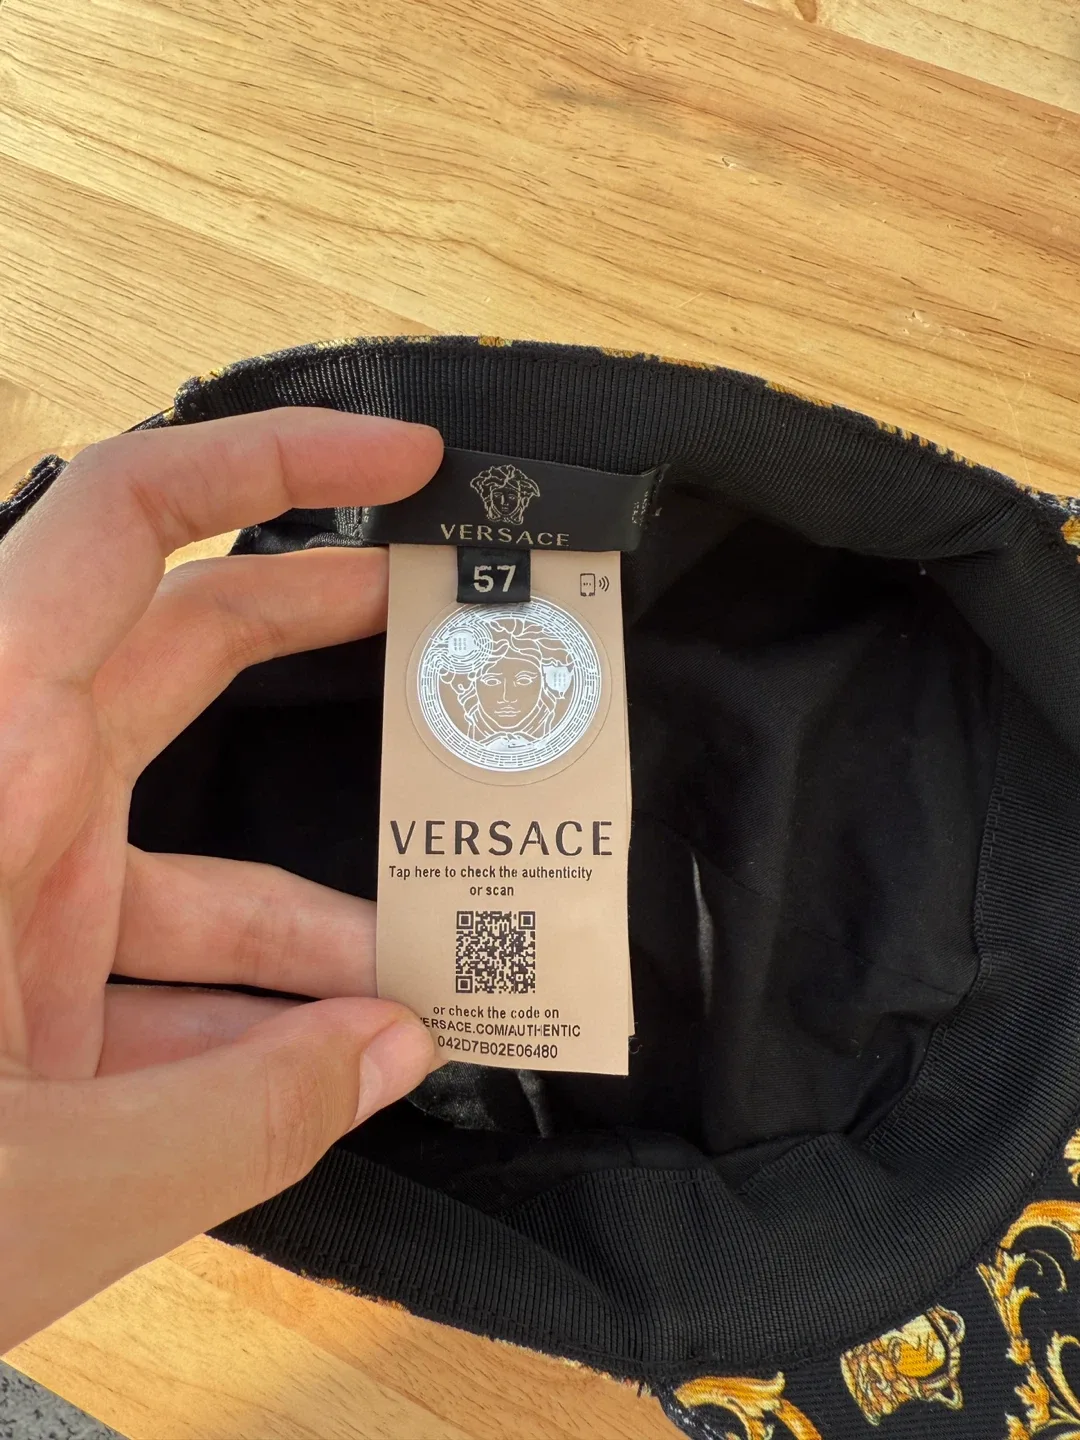 VERSACE
57
VERSACE
Tap here to check the authenticity
or scan
or check the code on
ERSACE.COM/AUTHENTIC
042D7B02E06480